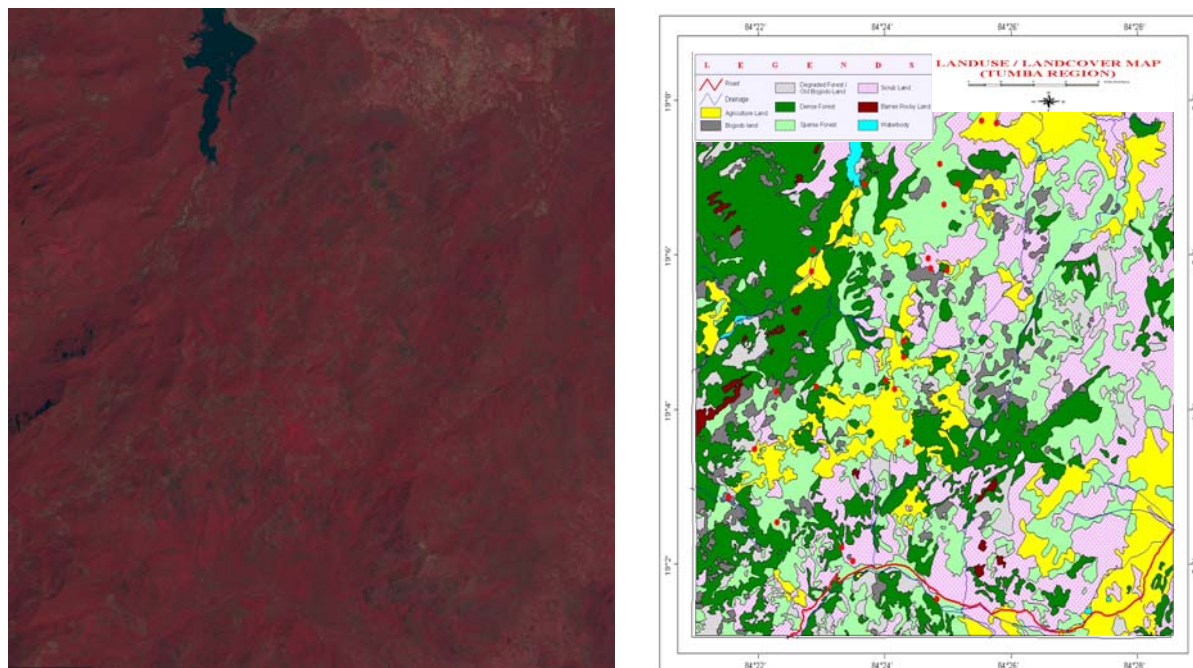 84°22' 84°24' 84°26' 84°28'
L E G E N D S
LANDUSE / LANDCOVER MAP
(TUMBA REGION)
Road
Drainage
Agriculture Land
Bogodo land
Degraded Forest /
Old Bogodo Land
Dense Forest
Sparse Forest
Scrub Land
Barren Rocky Land
Waterbody
19°8'
19°6'
19°4'
19°2'
84°22' 84°24' 84°26' 84°28'